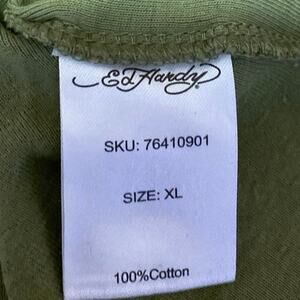 Ed Hardy
SKU: 76410901
SIZE: XL
100%Cotton